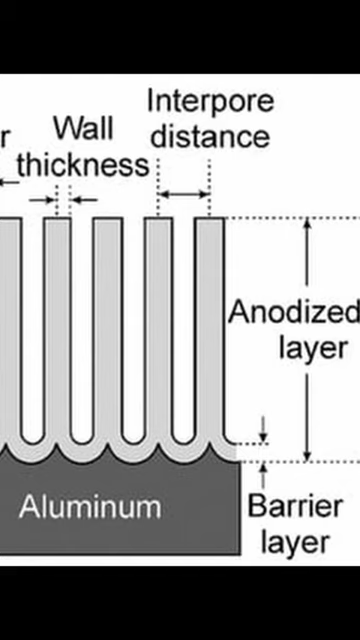 Interpore
distance
r
Wall
thickness
Anodized
layer
Aluminum
Barrier
layer